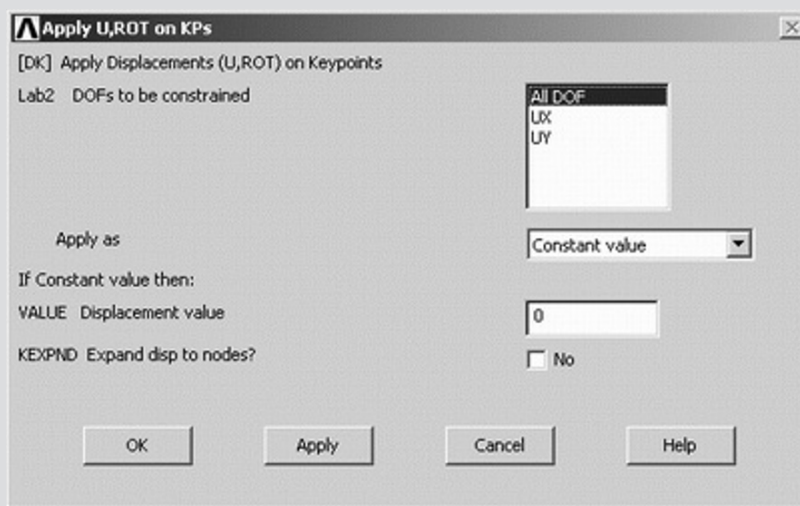 Apply U,ROT on KPs
[DK] Apply Displacements (U,ROT) on Keypoints
Lab2 DOFs to be constrained
All DOF
UX
UY
Apply as
Constant value
If Constant value then:
VALUE Displacement value
0
KEXPND Expand disp to nodes?
No
OK
Apply
Cancel
Help